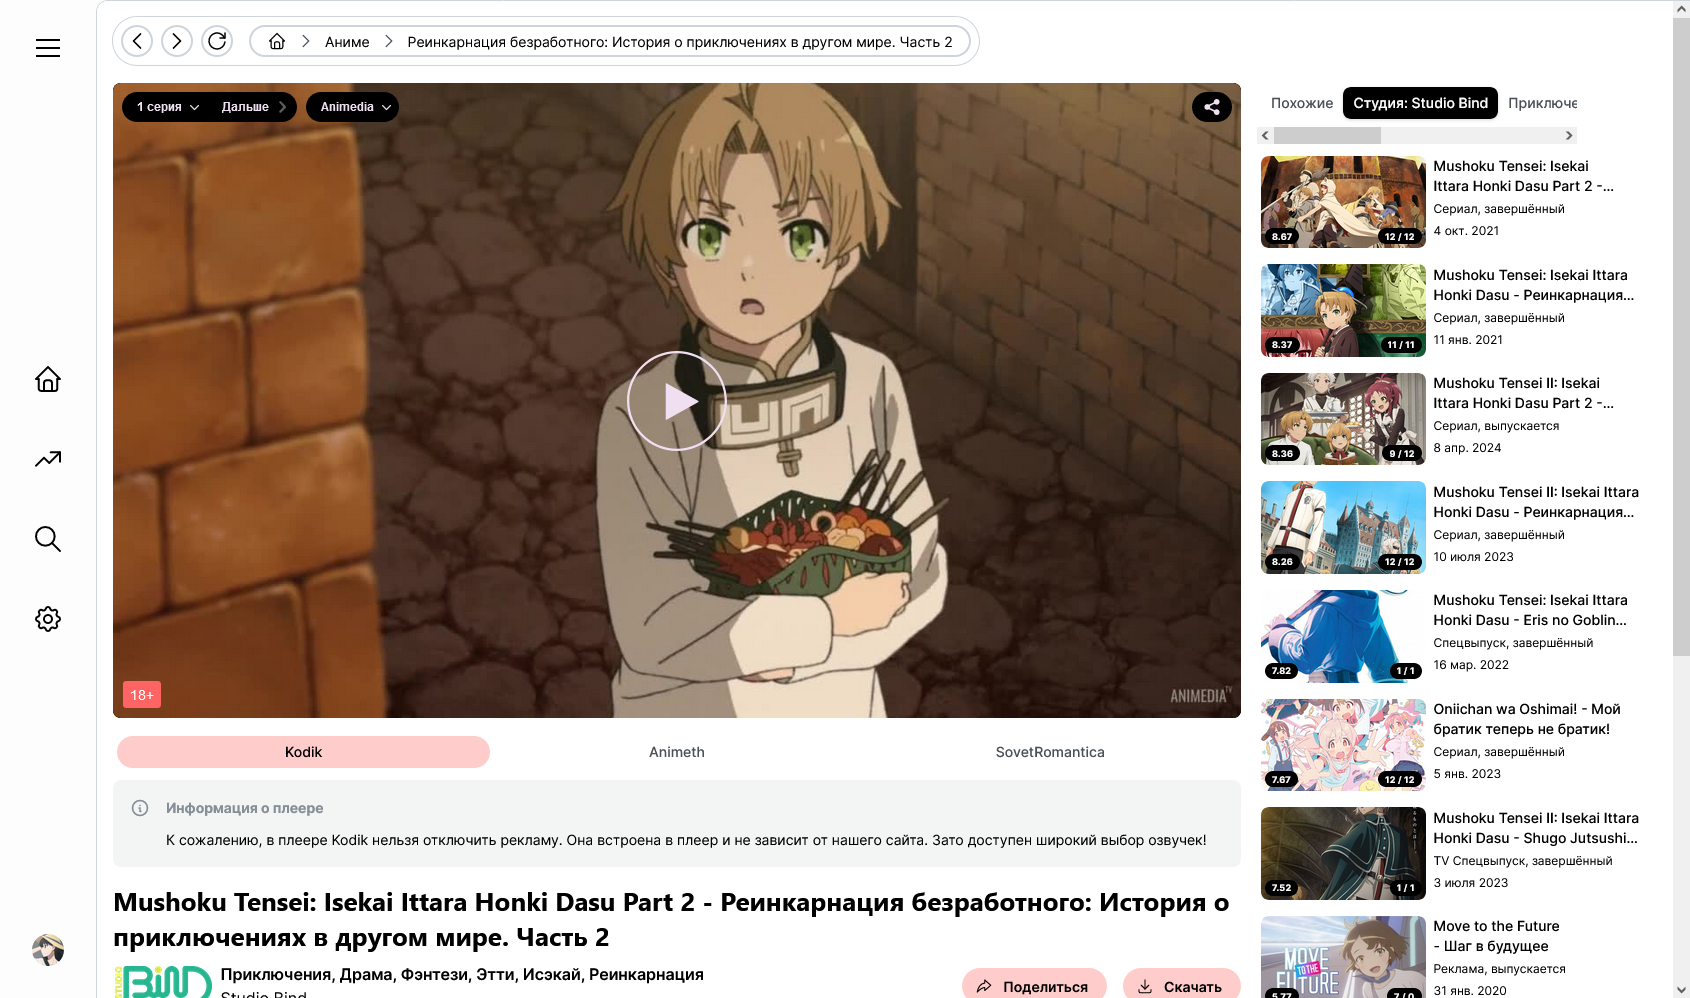 Аниме
Реинкарнация безработного: История о приключениях в другом мире. Часть 2
1 серия
Дальше
Animedia
18+
ANIMEDIA TV
Kodik
Animeth
SovetRomantica
Информация о плеере
К сожалению, в плеере Kodik нельзя отключить рекламу. Она встроена в плеер и не зависит от нашего сайта. Зато доступен широкий выбор озвучек!
Mushoku Tensei: Isekai Ittara Honki Dasu Part 2 - Реинкарнация безработного: История о
приключениях в другом мире. Часть 2
STUDIO BIND
Приключения, Драма, Фэнтези, Этти, Исэкай, Реинкарнация
Studio Bind
Поделиться
Скачать
Похожие
Студия: Studio Bind
Приключе
8.67
12 / 12
Mushoku Tensei: Isekai
Ittara Honki Dasu Part 2 -...
Сериал, завершённый
4 окт. 2021
8.37
11 / 11
Mushoku Tensei: Isekai Ittara
Honki Dasu - Реинкарнация...
Сериал, завершённый
11 янв. 2021
8.36
9 / 12
Mushoku Tensei II: Isekai
Ittara Honki Dasu Part 2 -...
Сериал, выпускается
8 апр. 2024
8.26
12 / 12
Mushoku Tensei II: Isekai Ittara
Honki Dasu - Реинкарнация...
Сериал, завершённый
10 июля 2023
7.82
1 / 1
Mushoku Tensei: Isekai Ittara
Honki Dasu - Eris no Goblin...
Спецвыпуск, завершённый
16 мар. 2022
7.67
12 / 12
Oniichan wa Oshimai! - Мой
братик теперь не братик!
Сериал, завершённый
5 янв. 2023
7.52
1 / 1
Mushoku Tensei II: Isekai Ittara
Honki Dasu - Shugo Jutsushi...
TV Спецвыпуск, завершённый
3 июля 2023
MOVE
TO THE
FUTURE
5.77
7 / 0
Move to the Future
- Шаг в будущее
Реклама, выпускается
31 янв. 2020